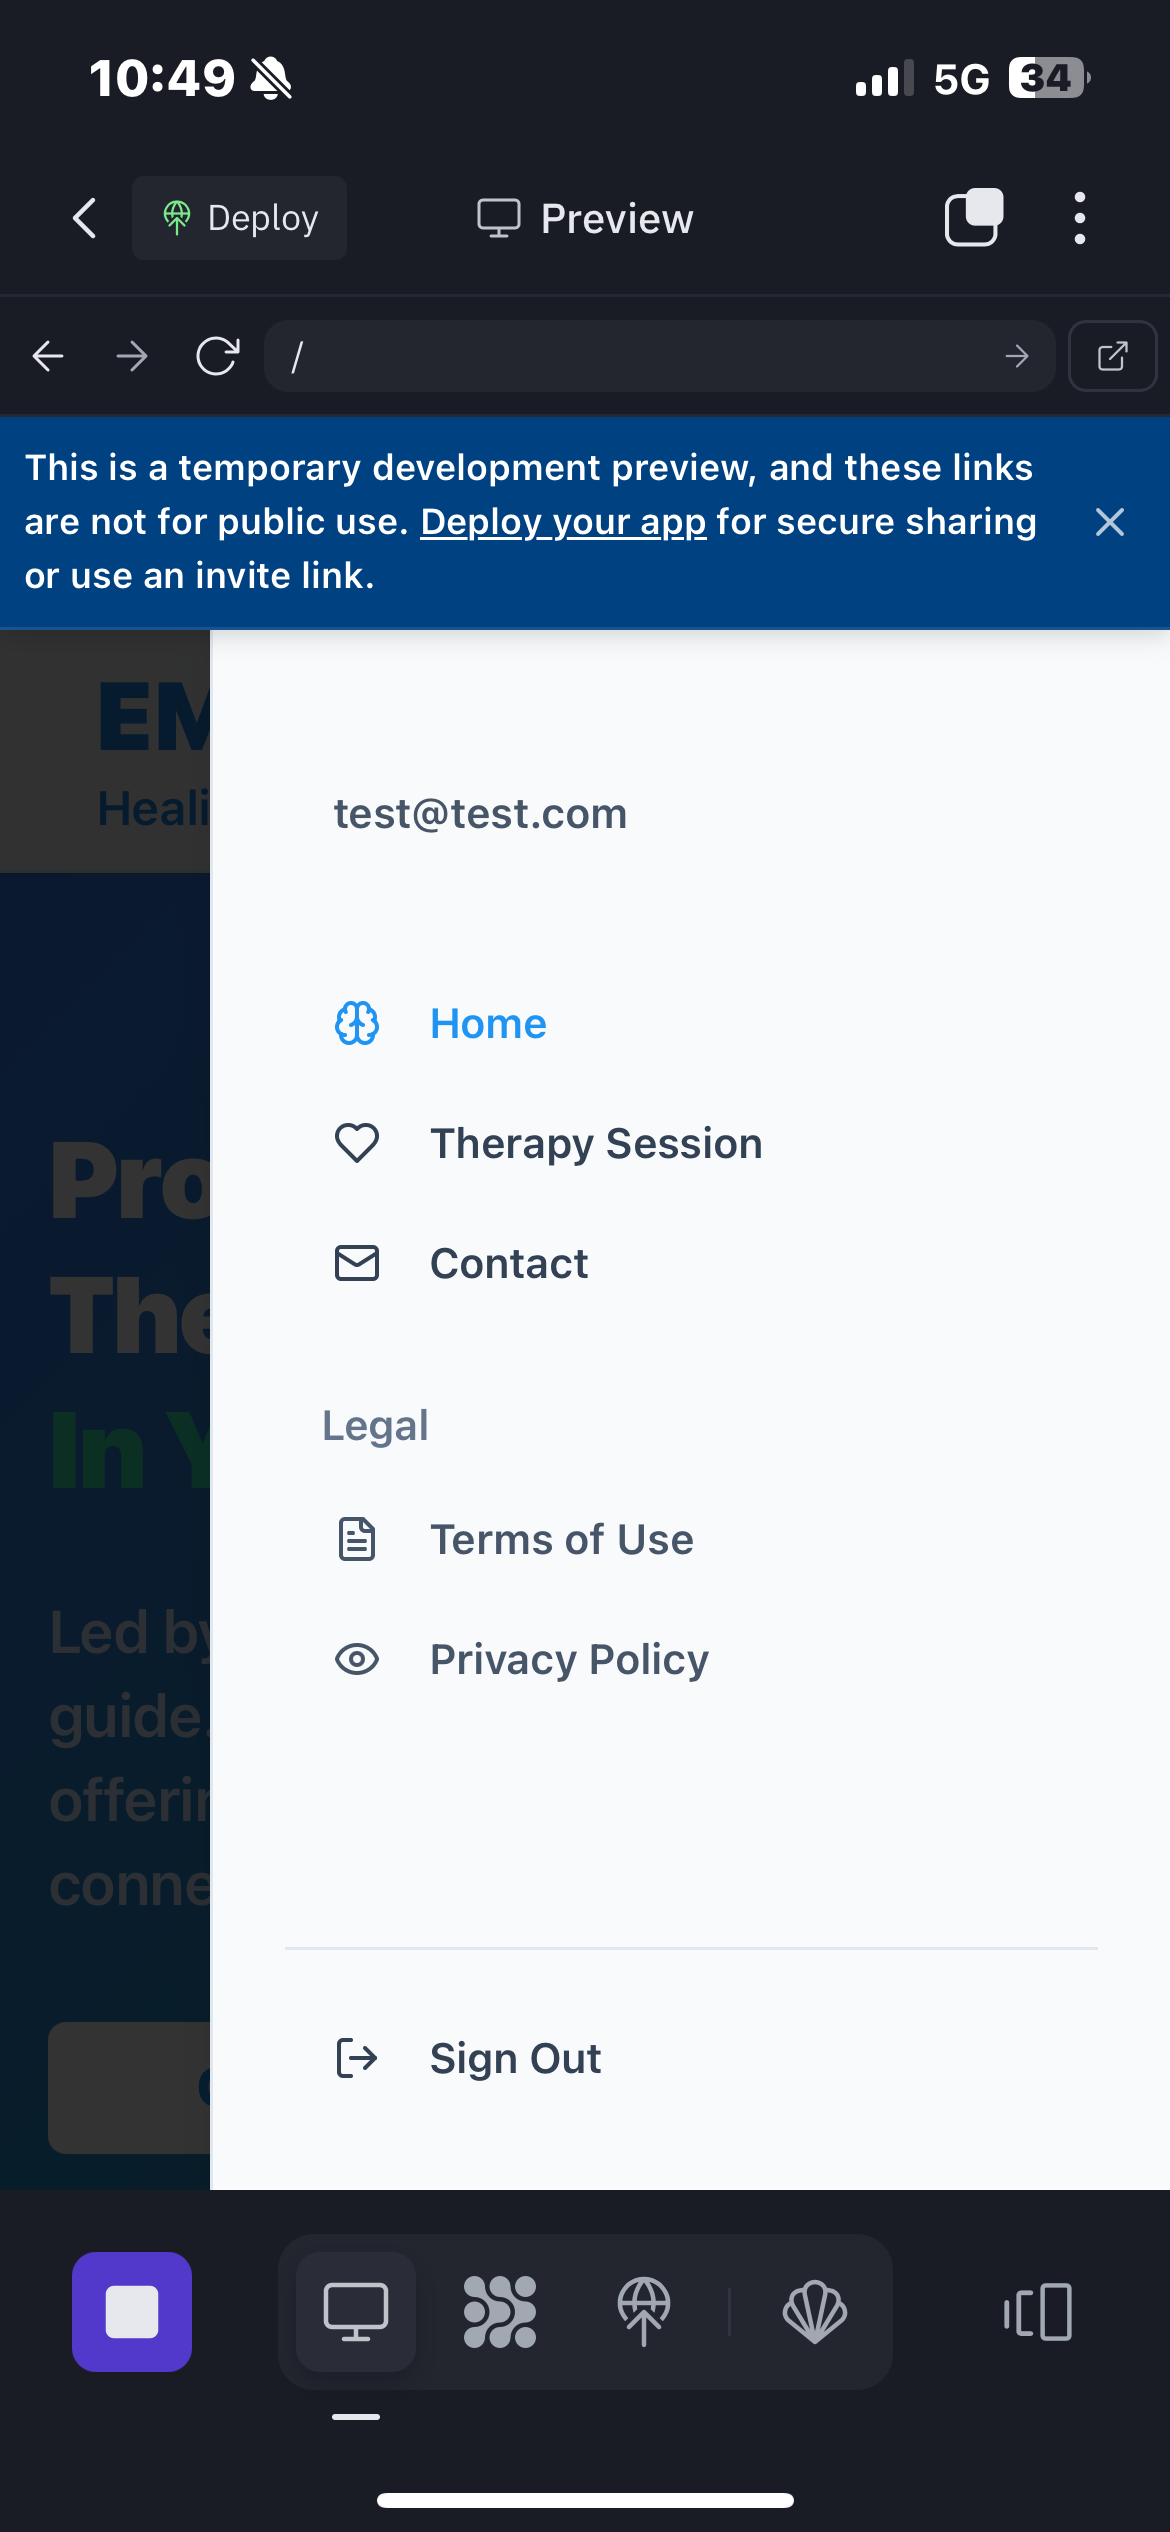 10:49
5G
34
Deploy
Preview
/
This is a temporary development preview, and these links
are not for public use. Deploy your app for secure sharing
or use an invite link.
EM
Heali
test@test.com
Home
Pro
Therapy Session
Contact
The
Legal
In Y
Terms of Use
Led by
Privacy Policy
guide.
offerin
conne
Sign Out